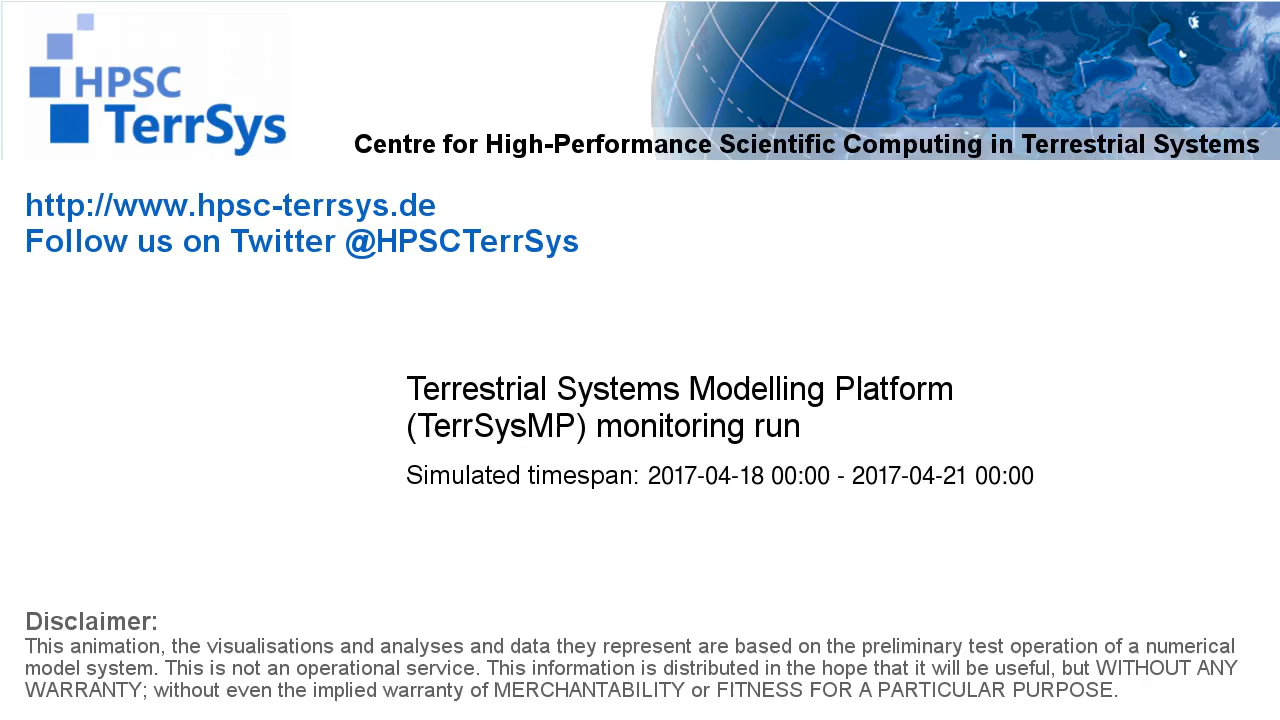 HPSC
TerrSys
Centre for High-Performance Scientific Computing in Terrestrial Systems
http://www.hpsc-terrsys.de
Follow us on Twitter @HPSCTerrSys
Terrestrial Systems Modelling Platform
(TerrSysMP) monitoring run
Simulated timespan: 2017-04-18 00:00 - 2017-04-21 00:00
Disclaimer:
This animation, the visualisations and analyses and data they represent are based on the preliminary test operation of a numerical
model system. This is not an operational service. This information is distributed in the hope that it will be useful, but WITHOUT ANY
WARRANTY; without even the implied warranty of MERCHANTABILITY or FITNESS FOR A PARTICULAR PURPOSE.